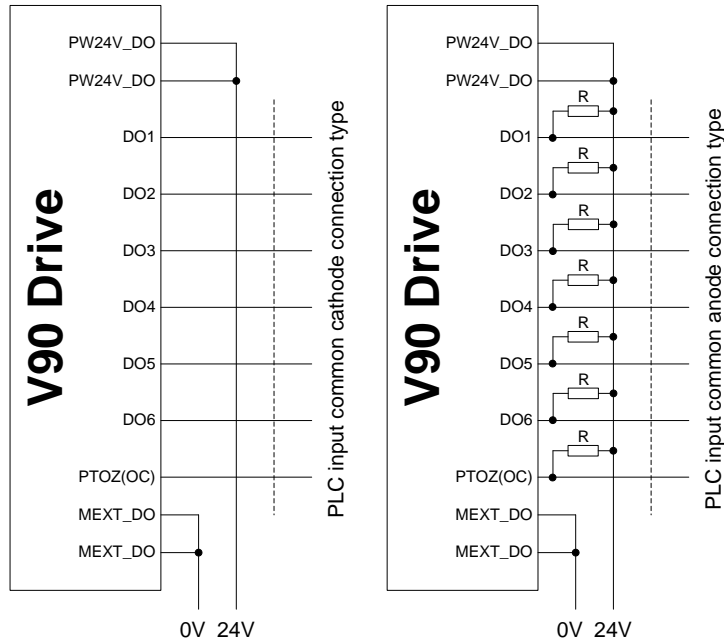 V90 Drive
PW24V_DO
PW24V_DO
DO1
DO2
DO3
DO4
DO5
DO6
PTOZ(OC)
MEXT_DO
MEXT_DO
0V 24V
PLC input common cathode connection type
V90 Drive
PW24V_DO
PW24V_DO
R
DO1
R
DO2
R
DO3
R
DO4
R
DO5
R
DO6
R
PTOZ(OC)
MEXT_DO
MEXT_DO
0V 24V
PLC input common anode connection type